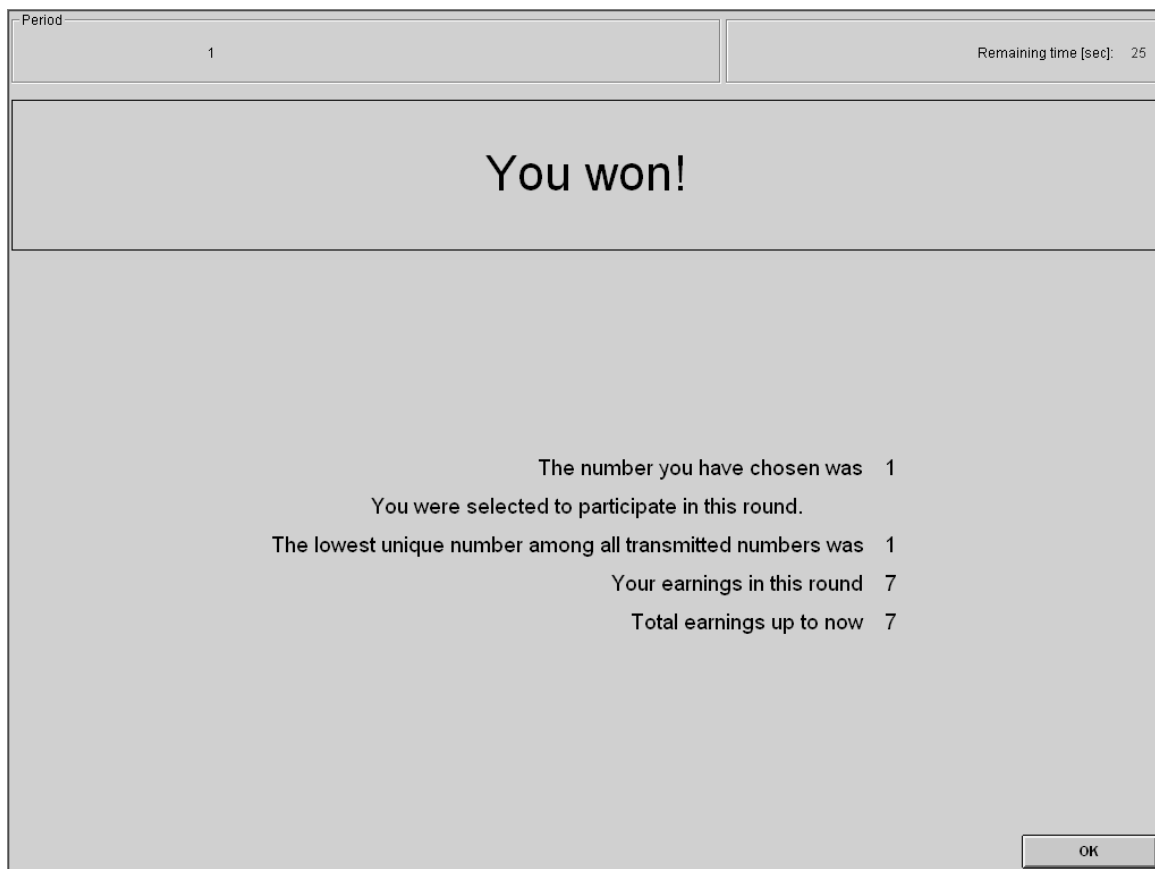 Period
1
Remaining time [sec]: 25
You won!
The number you have chosen was 1
You were selected to participate in this round.
The lowest unique number among all transmitted numbers was 1
Your earnings in this round 7
Total earnings up to now 7
OK